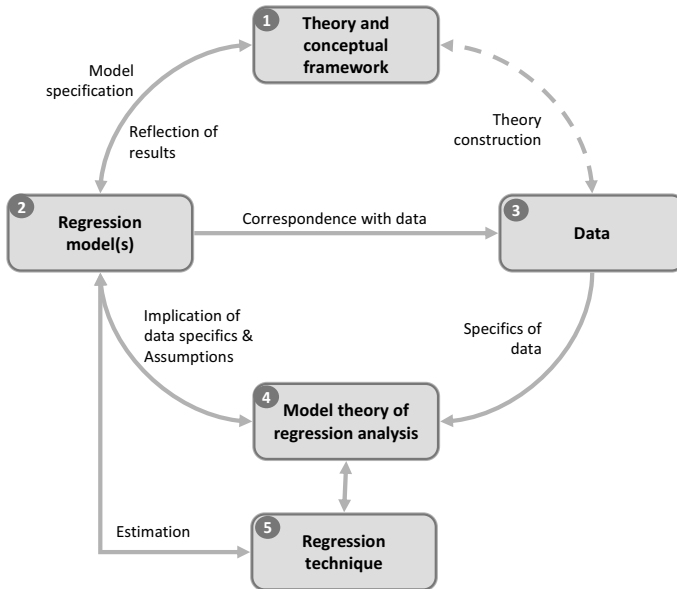 1
Theory and
conceptual
framework
Model
specification
Reflection of
results
Theory
construction
2
Regression
model(s)
Correspondence with data
3
Data
Implication of
data specifics &
Assumptions
Specifics of
data
4
Model theory of
regression analysis
Estimation
5
Regression
technique